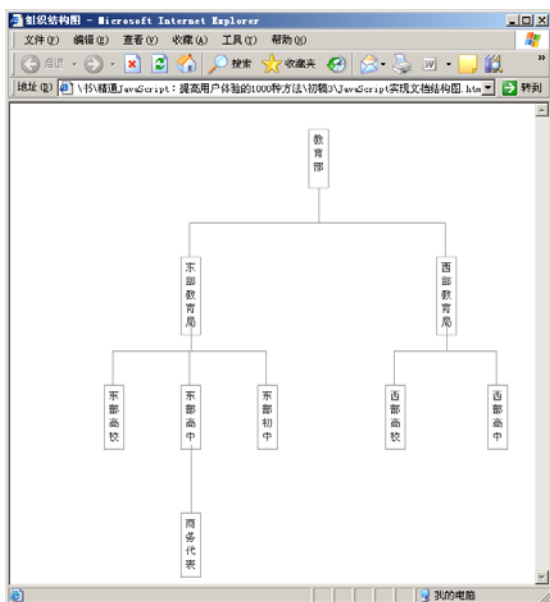 组织结构图 - Microsoft Internet Explorer
文件(F) 编辑(E) 查看(V) 收藏(A) 工具(T) 帮助(H)
后退 搜索 收藏夹
地址(D) \书\精通JavaScript：提高用户体验的1000种方法\初稿3\JavaScript实现文档结构图.htm 转到
教育部
东部教育局 西部教育局
东部高校 东部高中 东部初中 西部高校 西部高中
商务代表
我的电脑